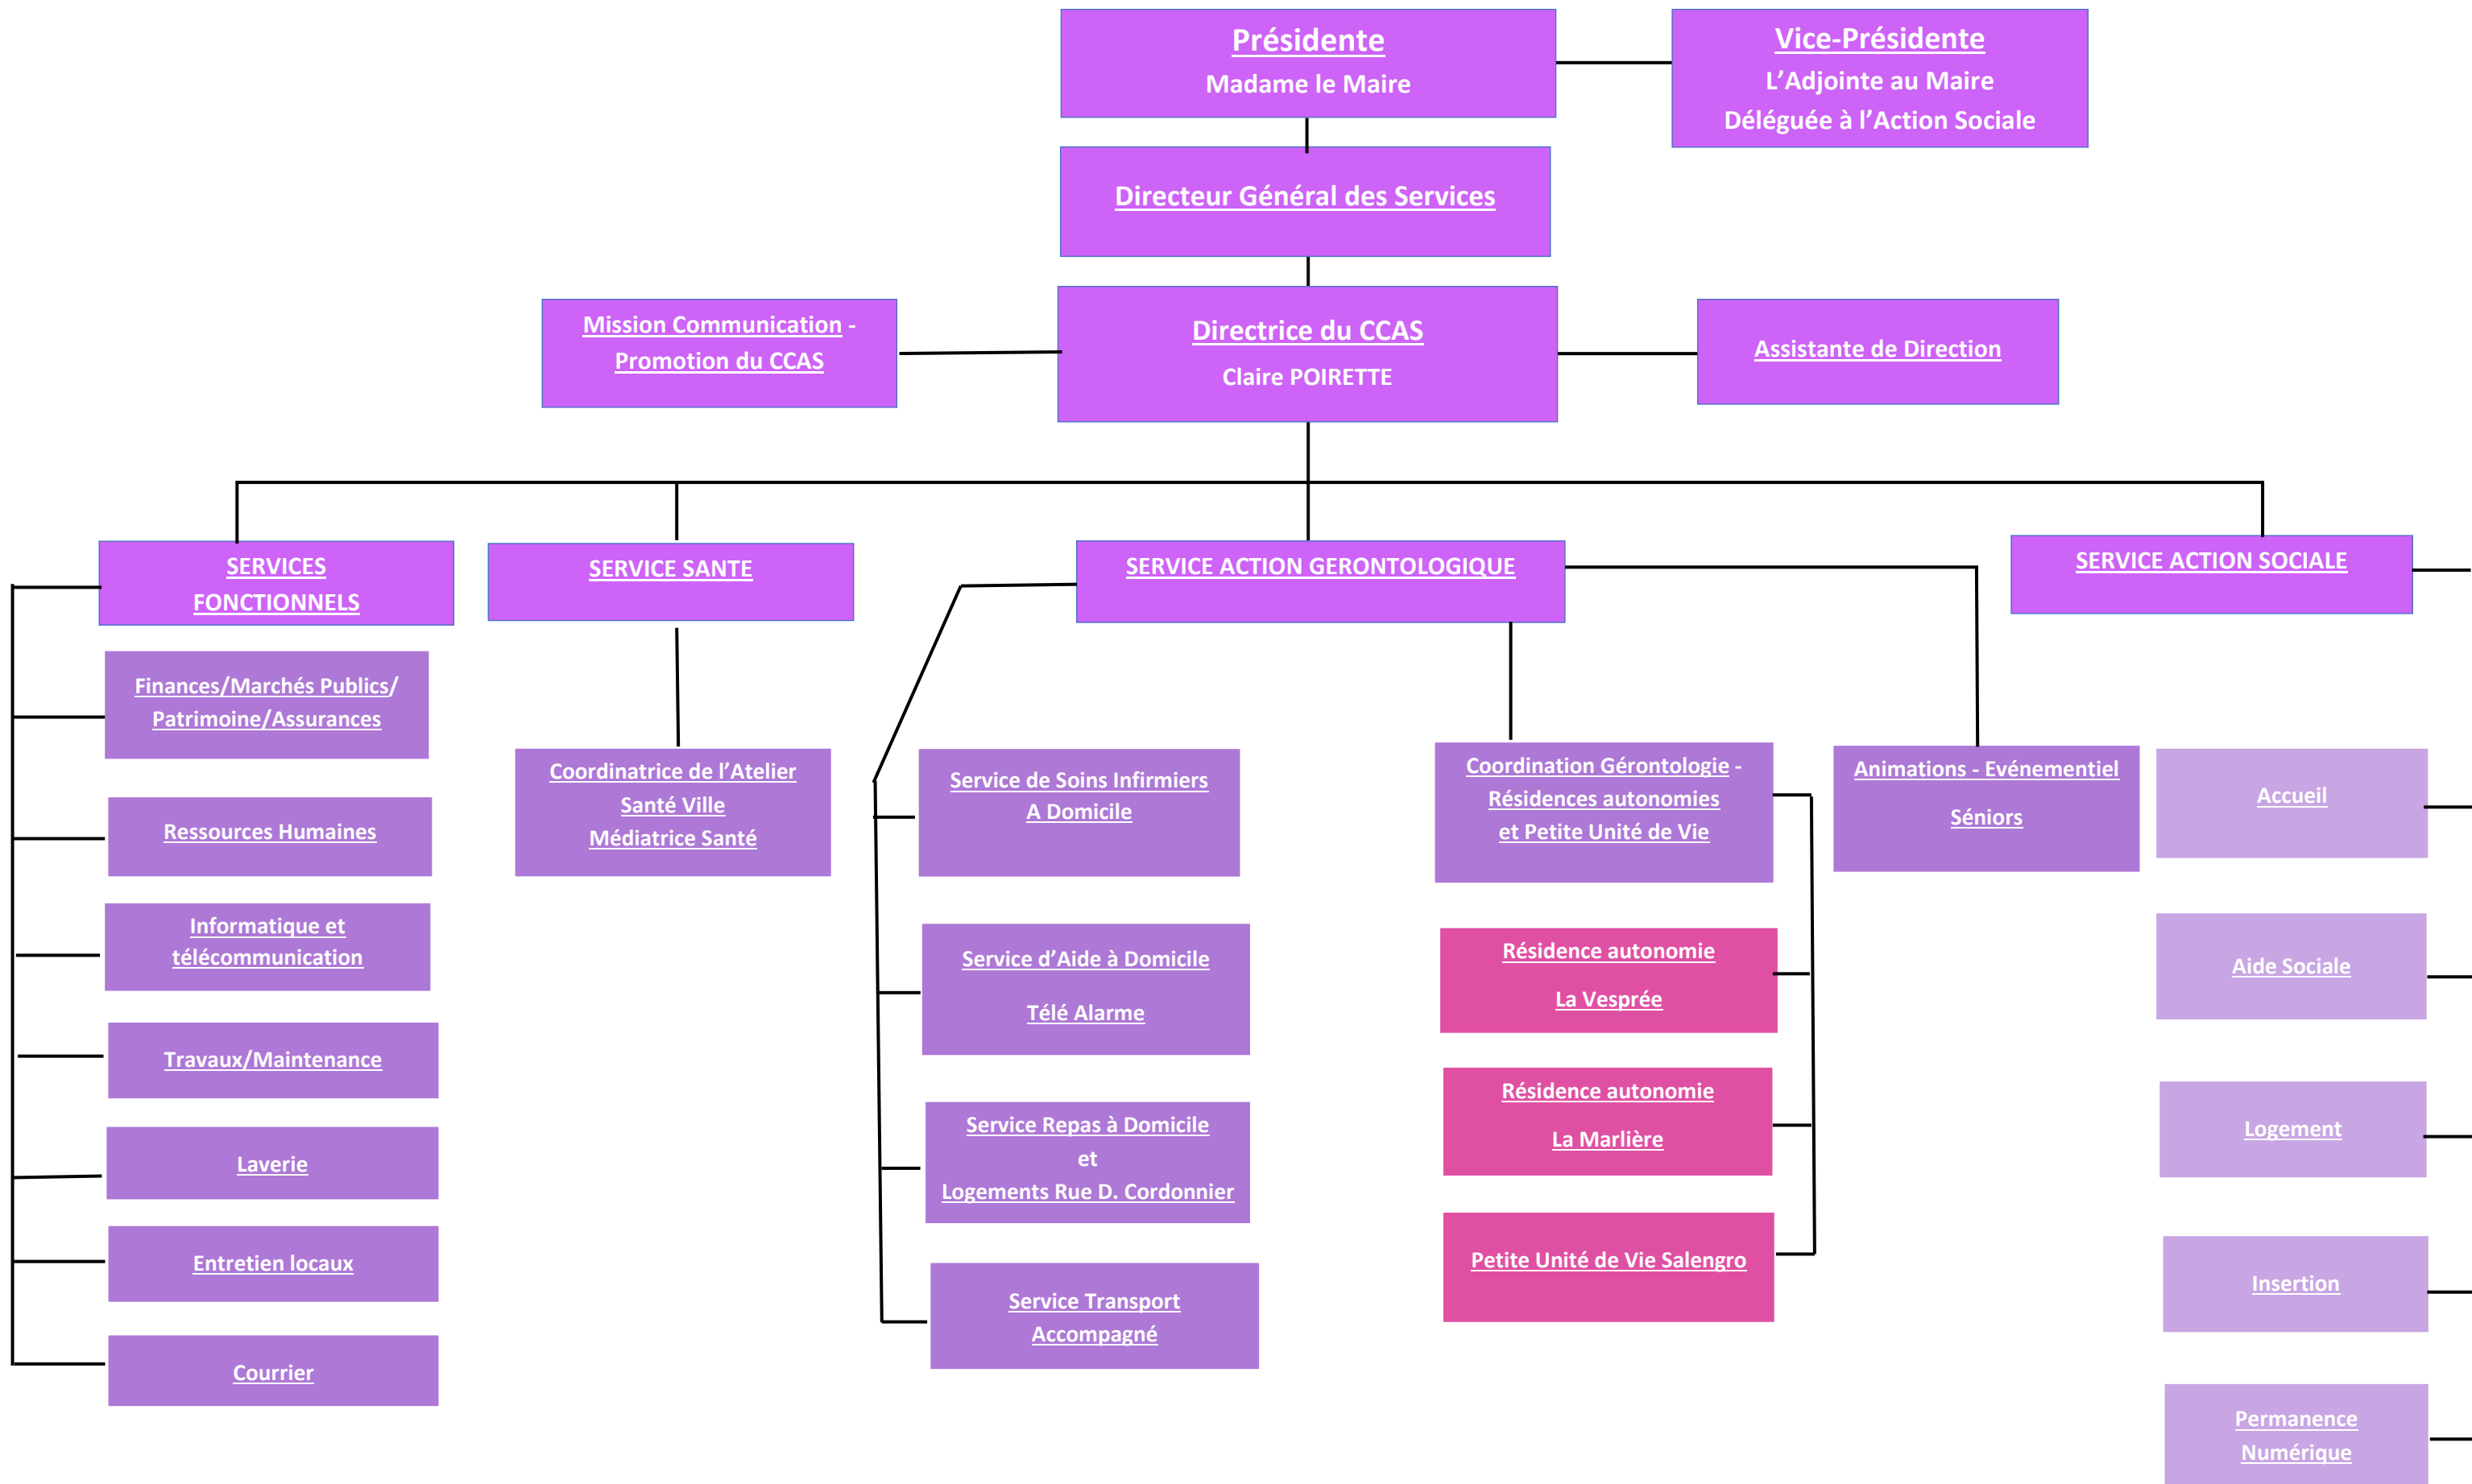 Présidente
Madame le Maire
Vice-Présidente
L’Adjointe au Maire
Déléguée à l’Action Sociale
Directeur Général des Services
Mission Communication -
Promotion du CCAS
Directrice du CCAS
Claire POIRETTE
Assistante de Direction
SERVICES
FONCTIONNELS
SERVICE SANTE
SERVICE ACTION GERONTOLOGIQUE
SERVICE ACTION SOCIALE
Finances/Marchés Publics/
Patrimoine/Assurances
Ressources Humaines
Informatique et
télécommunication
Travaux/Maintenance
Laverie
Entretien locaux
Courrier
Coordinatrice de l’Atelier
Santé Ville
Médiatrice Santé
Service de Soins Infirmiers
A Domicile
Service d’Aide à Domicile
Télé Alarme
Service Repas à Domicile
et
Logements Rue D. Cordonnier
Service Transport
Accompagné
Coordination Gérontologie -
Résidences autonomies
et Petite Unité de Vie
Résidence autonomie
La Vesprée
Résidence autonomie
La Marlière
Petite Unité de Vie Salengro
Animations - Evénementiel
Séniors
Accueil
Aide Sociale
Logement
Insertion
Permanence
Numérique